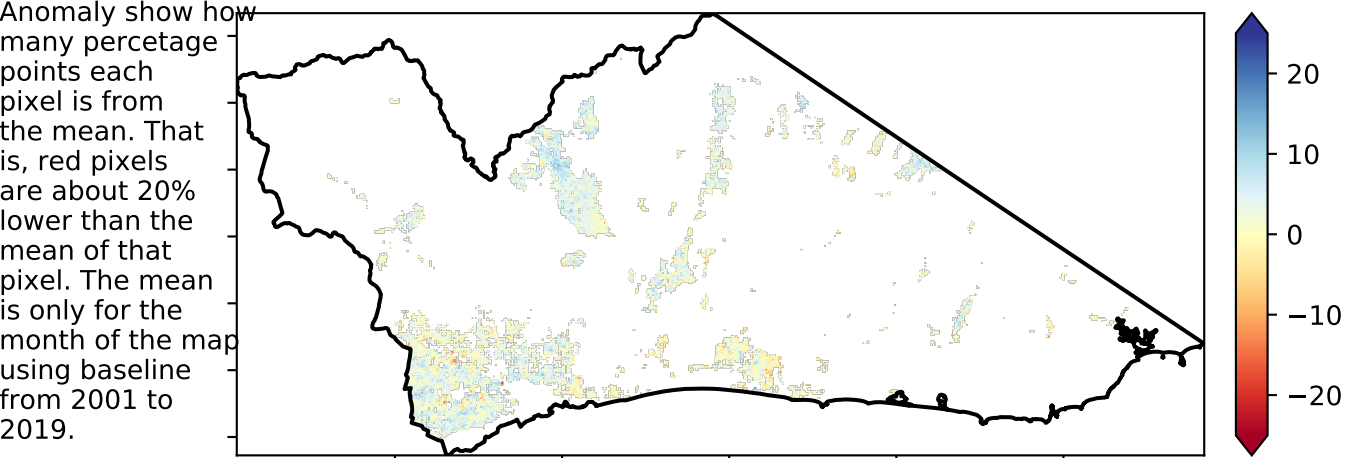 Anomaly show how
many percetage
points each
pixel is from
the mean. That
is, red pixels
are about 20%
lower than the
mean of that
pixel. The mean
is only for the
month of the map
using baseline
from 2001 to
2019.
20
10
0
−10
−20